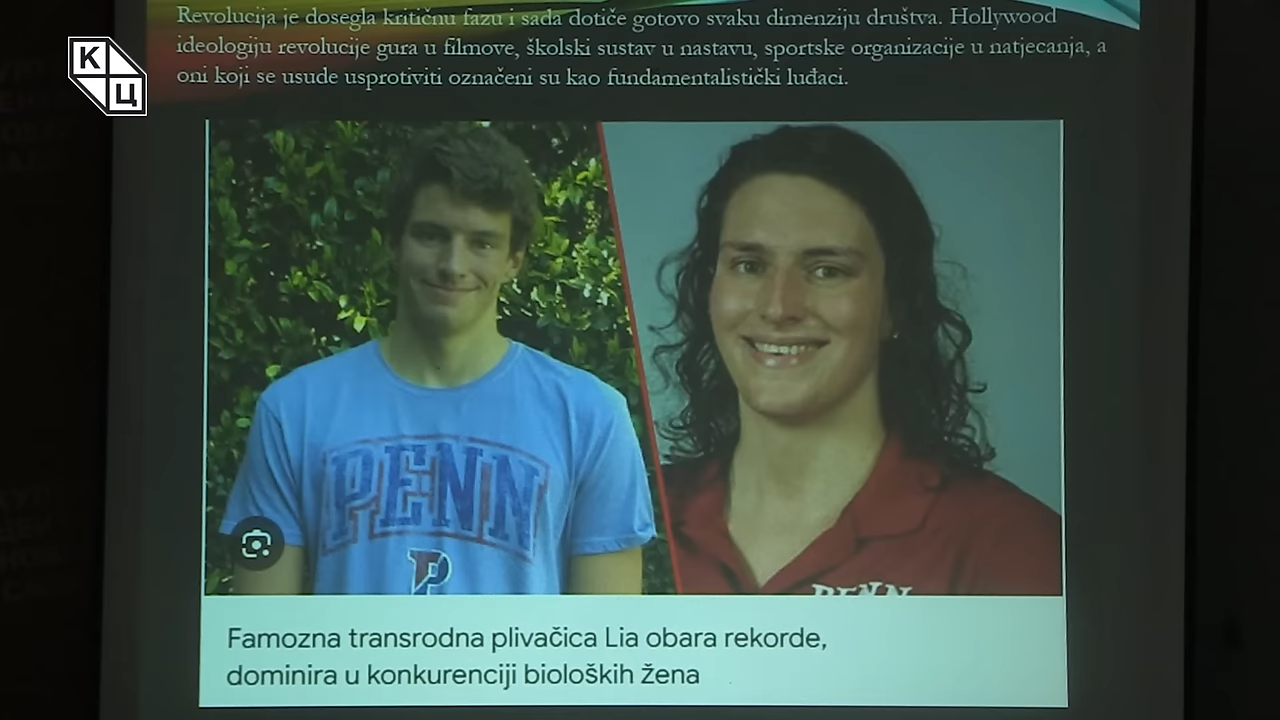 Revolucija je dosegla kritičnu fazu i sada dotiče gotovo svaku dimenziju društva. Hollywood
ideologiju revolucije gura u filmove, školski sustav u nastavu, sportske organizacije u natjecanja, a
oni koji se usude usprotiviti označeni su kao fundamentalistički luđaci.
К
Ц
PENN
P
PENN
Famozna transrodna plivačica Lia obara rekorde,
dominira u konkurenciji bioloških žena